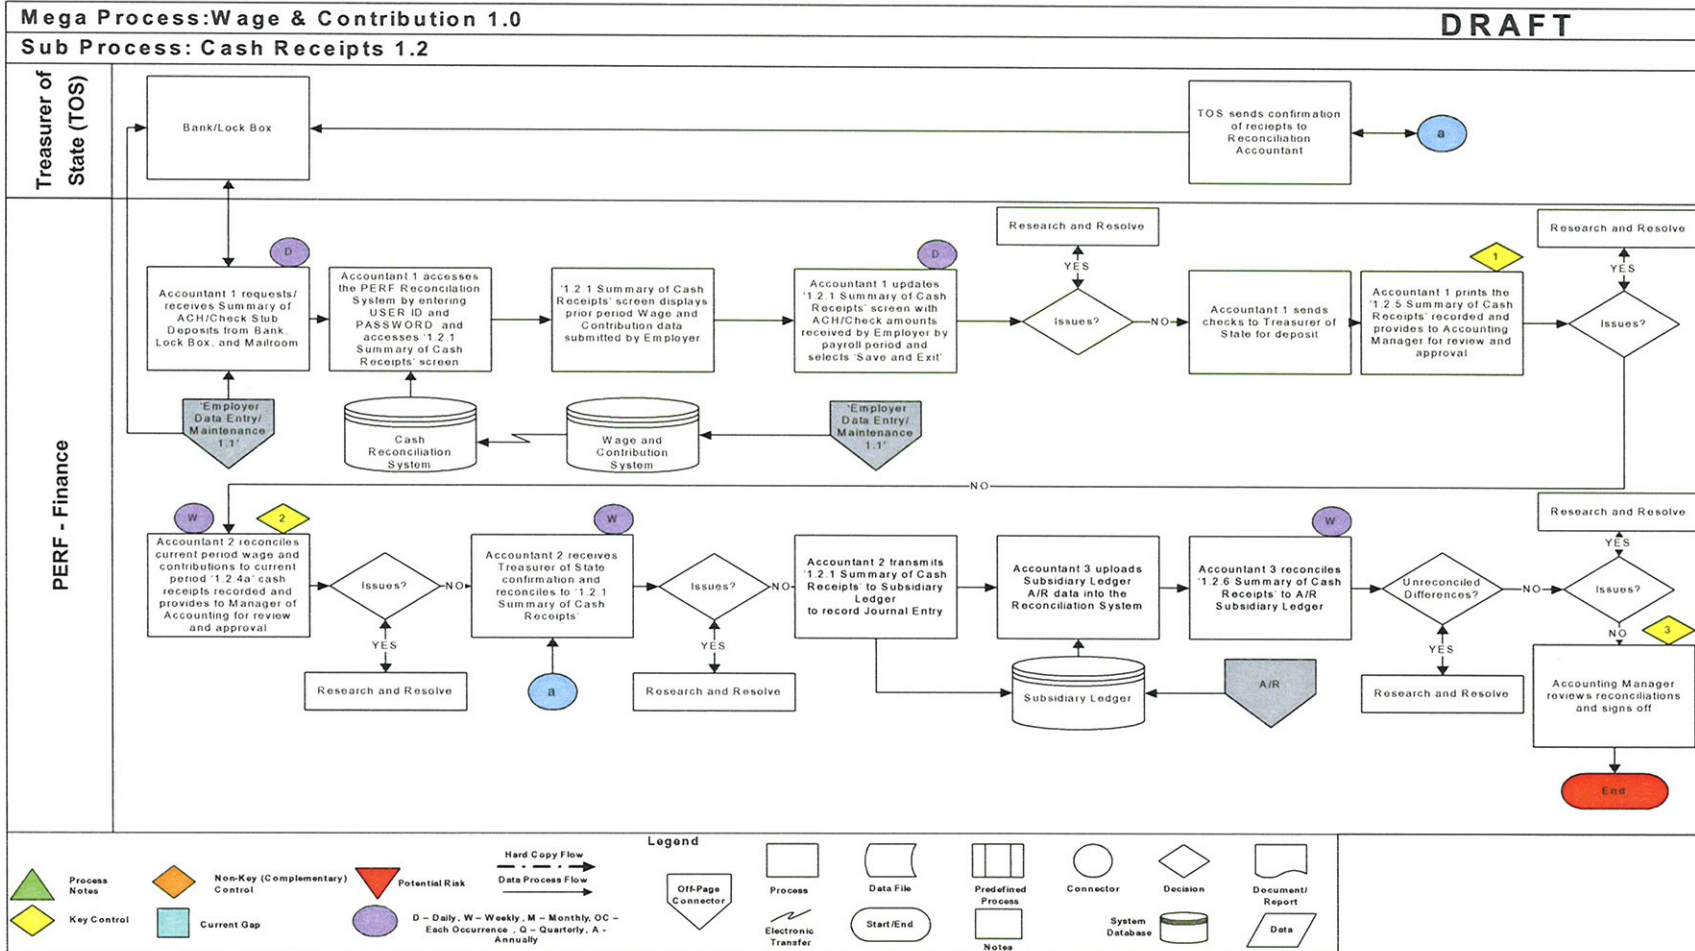 Mega Process:Wage & Contribution 1.0
DRAFT
Sub Process: Cash Receipts 1.2
Treasurer of
State (TOS)
Bank/Lock Box
TOS sends confirmation
of reciepts to
Reconciliation
Accountant
a
PERF - Finance
D
Accountant 1 requests/
receives Summary of
ACH/Check Stub
Deposits from Bank,
Lock Box, and Mailroom
Accountant 1 accesses
the PERF Reconcilation
System by entering
USER ID and
PASSWORD and
accesses '1.2.1
Summary of Cash
Receipts' screen
'1.2.1 Summary of Cash
Receipts' screen displays
prior period Wage and
Contribution data
submitted by Employer
D
Accountant 1 updates
'1.2.1 Summary of Cash
Receipts' screen with
ACH/Check amounts
received by Employer by
payroll period and
selects 'Save and Exit'
Research and Resolve
YES
Issues?
NO
Accountant 1 sends
checks to Treasurer of
State for deposit
1
Accountant 1 prints the
'1.2.5 Summary of Cash
Receipts' recorded and
provides to Accounting
Manager for review and
approval
Research and Resolve
YES
Issues?
'Employer
Data Entry/
Maintenance
1.1'
Cash
Reconciliation
System
Wage and
Contribution
System
'Employer
Data Entry/
Maintenance
1.1'
NO
W
2
Accountant 2 reconciles
current period wage and
contributions to current
period '1.2.4a' cash
receipts recorded and
provides to Manager of
Accounting for review
and approval
Issues?
NO
YES
Research and Resolve
W
Accountant 2 receives
Treasurer of State
confirmation and
reconciles to '1.2.1
Summary of Cash
Receipts'
a
Issues?
NO
YES
Research and Resolve
Accountant 2 transmits
'1.2.1 Summary of Cash
Receipts' to Subsidiary
Ledger
to record Journal Entry
Accountant 3 uploads
Subsidiary Ledger
A/R data into the
Reconciliation System
Subsidiary Ledger
W
Accountant 3 reconciles
'1.2.6 Summary of Cash
Receipts' to A/R
Subsidiary Ledger
A/R
Unreconciled
Differences?
NO
YES
Research and Resolve
Research and Resolve
YES
Issues?
NO
3
Accounting Manager
reviews reconciliations
and signs off
End
Legend
Process
Notes
Non-Key (Complementary)
Control
Potential Risk
Hard Copy Flow
Data Process Flow
Key Control
Current Gap
D – Daily, W – Weekly, M – Monthly, OC –
Each Occurrence , Q – Quarterly, A -
Annually
Off-Page
Connector
Process
Data File
Predefined
Process
Connector
Decision
Document/
Report
Electronic
Transfer
Start/End
Notes
System
Database
Data